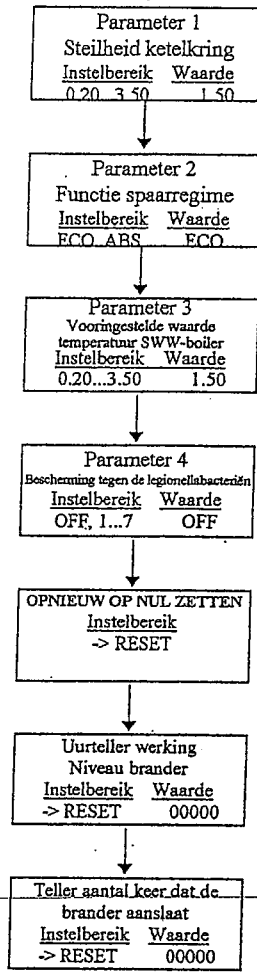 Parameter 1
Steilheid ketelkring
Instelbereik Waarde
0.20...3.50 1.50
Parameter 2
Functie spaarregime
Instelbereik Waarde
ECO, ABS ECO
Parameter 3
Vooringestelde waarde
temperatuur SWW-boiler
Instelbereik Waarde
0.20...3.50 1.50
Parameter 4
Bescherming tegen de legionellabacteriën
Instelbereik Waarde
OFF, 1...7 OFF
OPNIEUW OP NUL ZETTEN
Instelbereik
-> RESET
Uurteller werking
Niveau brander
Instelbereik Waarde
-> RESET 00000
Teller aantal keer dat de
brander aanslaat
Instelbereik Waarde
-> RESET 00000